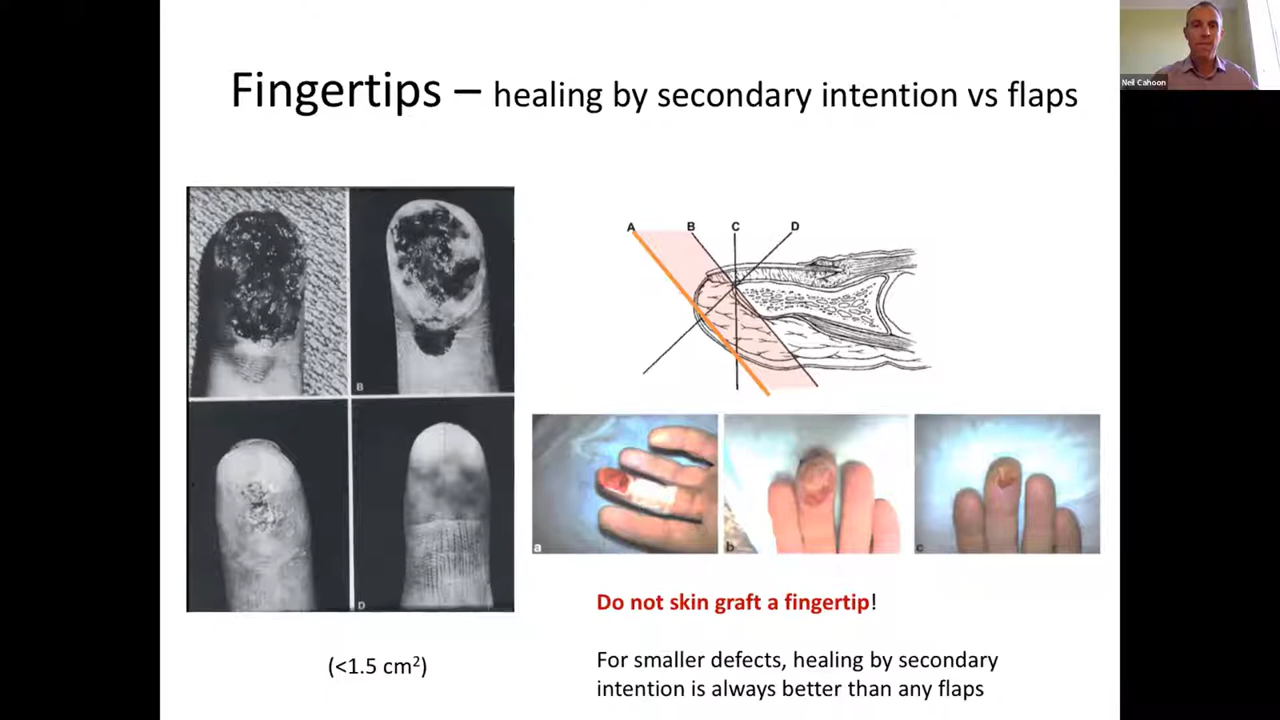 Neil Cahoon
Fingertips – healing by secondary intention vs flaps
A B C D
B
D
a b c
Do not skin graft a fingertip!
(<1.5 cm²)
For smaller defects, healing by secondary
intention is always better than any flaps